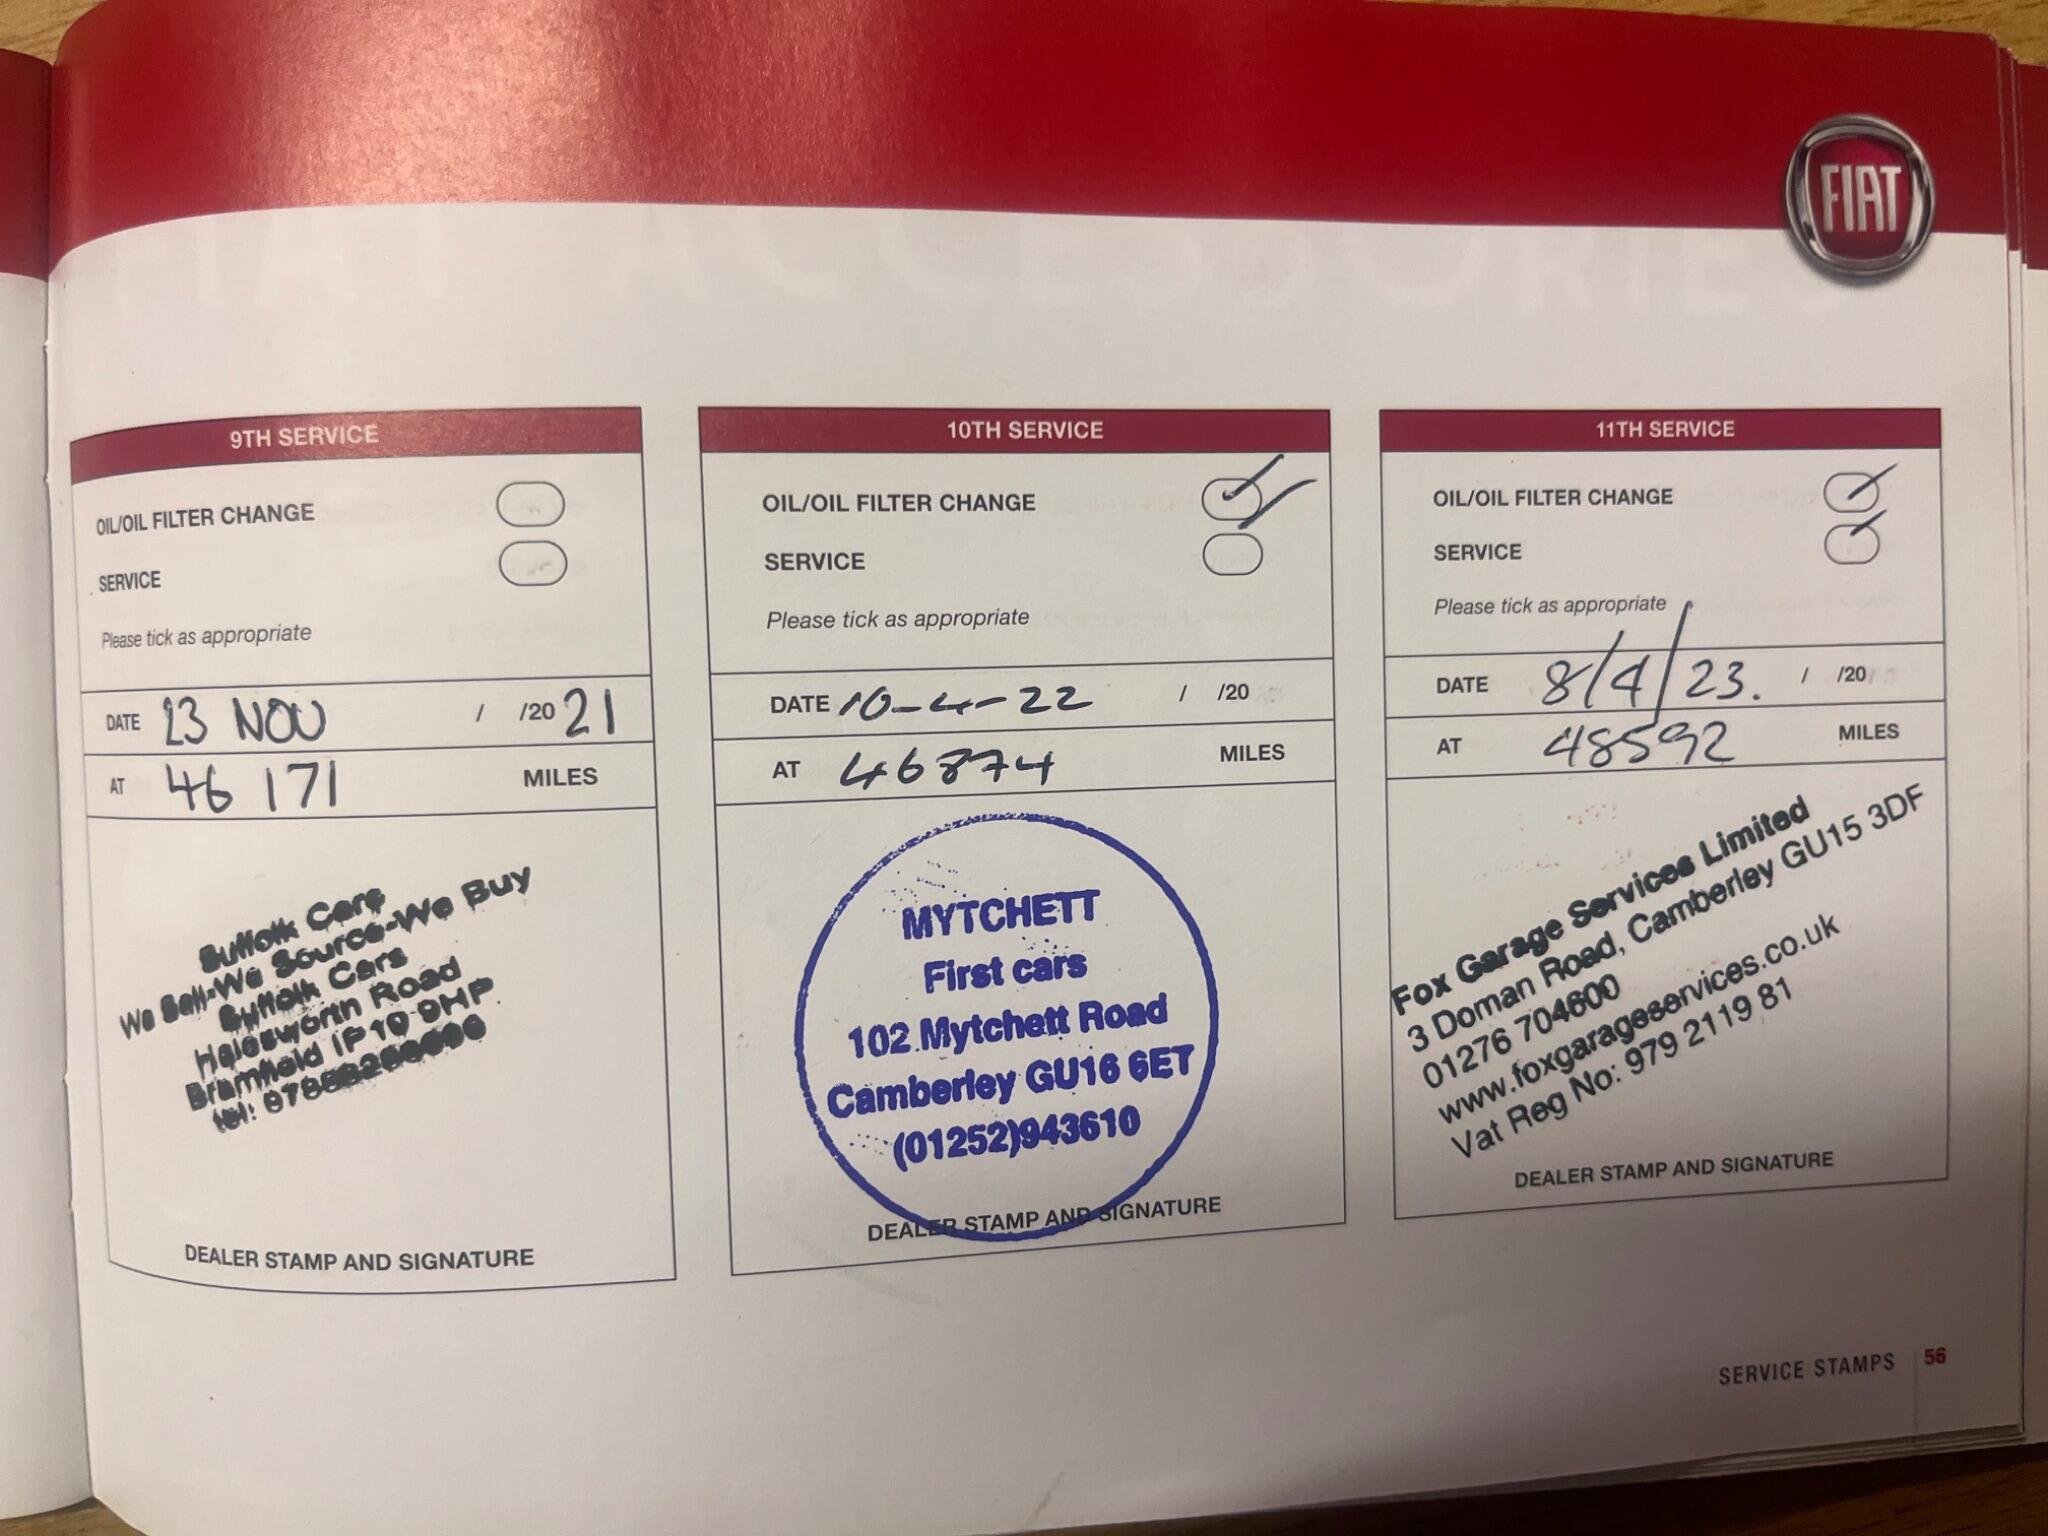 FIAT
FIAT ACCESSORIES
9TH SERVICE
OIL/OIL FILTER CHANGE
SERVICE
Please tick as appropriate
DATE 23 NOV / /20 21
AT 46 171 MILES
Suffolk Cars
We Sell-We Source-We Buy
Suffolk Cars
Halesworth Road
Bramfield IP19 9HP
tel:
DEALER STAMP AND SIGNATURE
10TH SERVICE
OIL/OIL FILTER CHANGE
SERVICE
Please tick as appropriate
DATE 10-4-22 / /20
AT 46874 MILES
MYTCHETT
First cars
102 Mytchett Road
Camberley GU16 6ET
(01252)943610
DEALER STAMP AND SIGNATURE
11TH SERVICE
OIL/OIL FILTER CHANGE
SERVICE
Please tick as appropriate
DATE 8/4/23. / /20
AT 48592 MILES
Fox Garage Services Limited
3 Doman Road, Camberley GU15 3DF
01276 704600
www.foxgarageservices.co.uk
Vat Reg No: 979 2119 81
DEALER STAMP AND SIGNATURE
SERVICE STAMPS 56